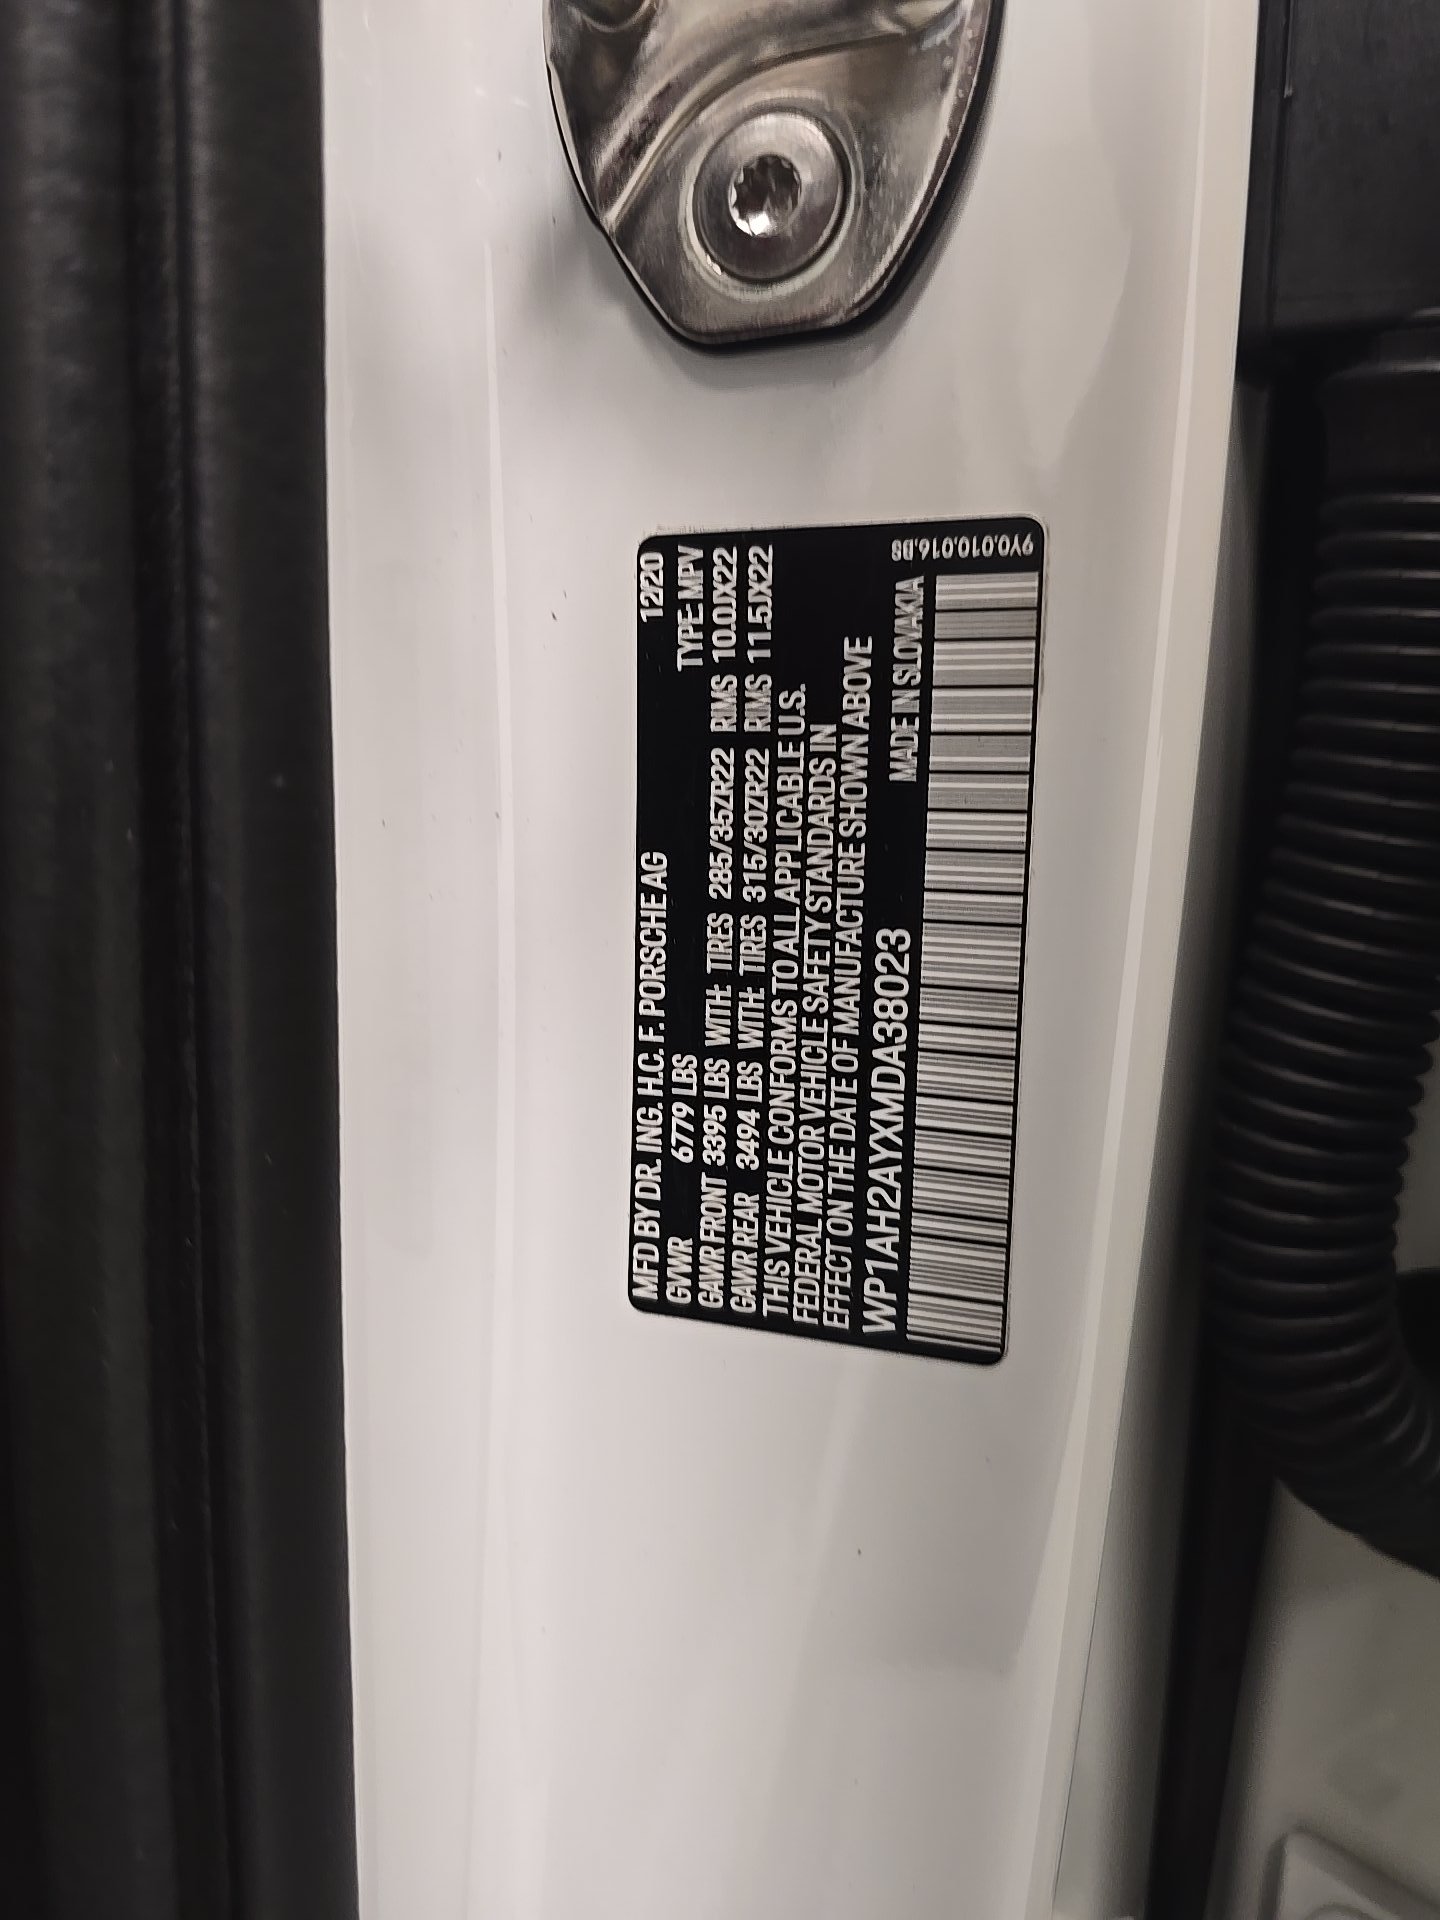 MFD BY DR. ING. H.C. F. PORSCHE AG 12/20
GVWR 6779 LBS TYPE: MPV
GAWR FRONT 3395 LBS WITH: TIRES 285/35ZR22 RIMS 10.0JX22
GAWR REAR 3494 LBS WITH: TIRES 315/30ZR22 RIMS 11.5JX22
THIS VEHICLE CONFORMS TO ALL APPLICABLE U.S.
FEDERAL MOTOR VEHICLE SAFETY STANDARDS IN
EFFECT ON THE DATE OF MANUFACTURE SHOWN ABOVE
WP1AH2AYXMDA38023 MADE IN SLOVAKIA
9Y0.010.016.BS